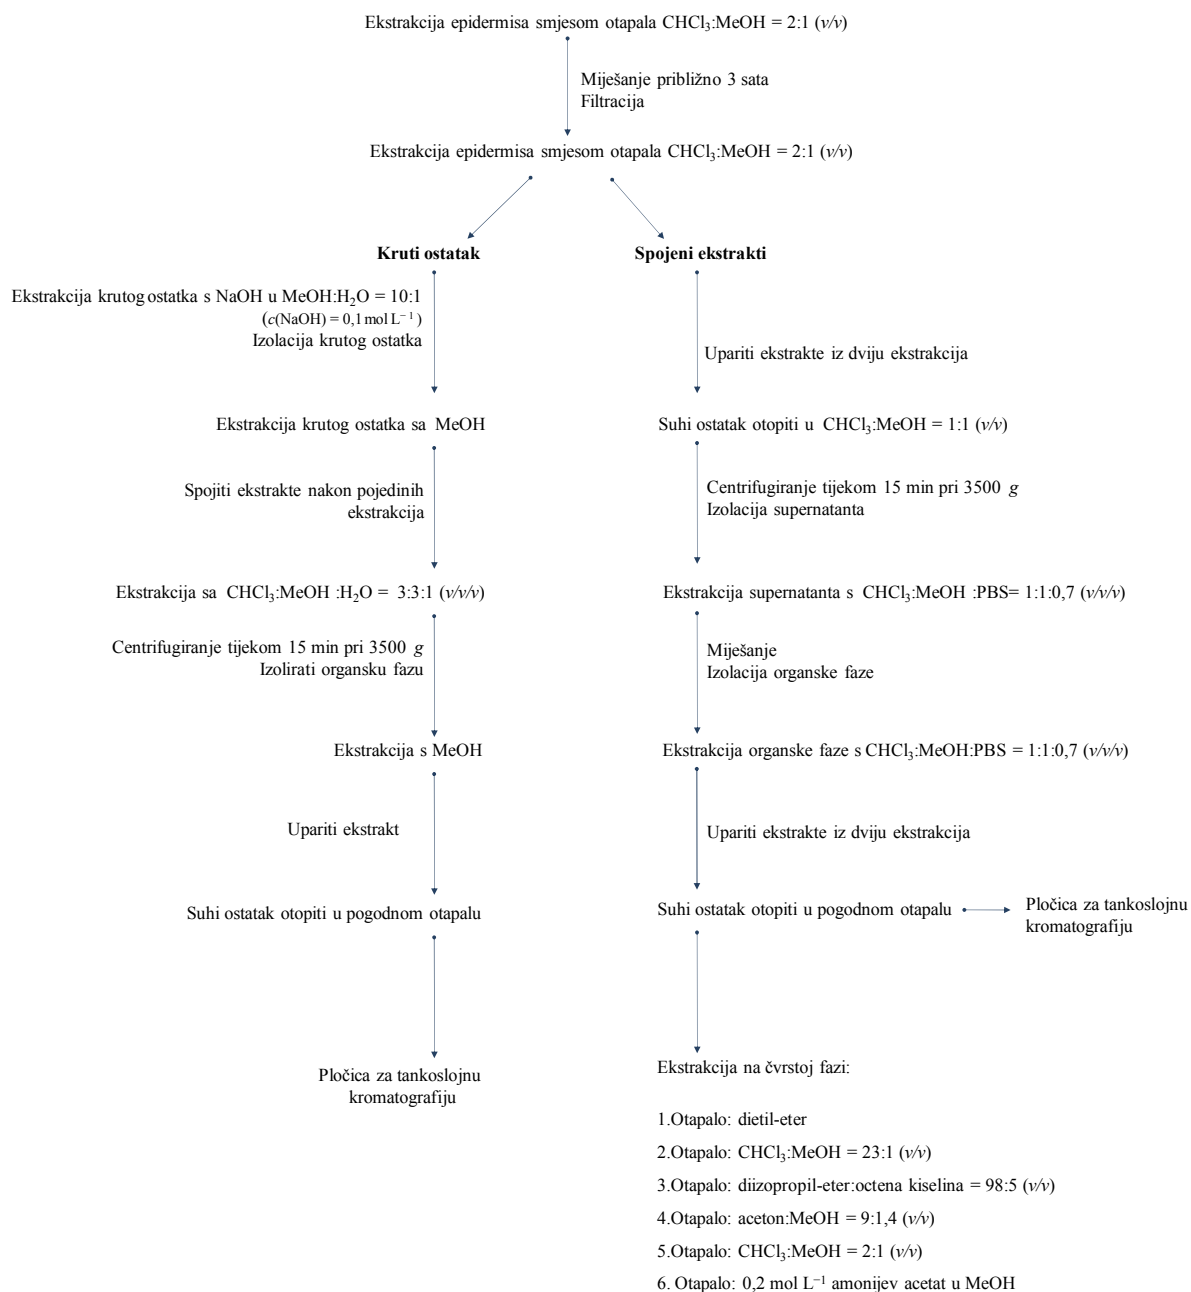 Ekstrakcija epidermisa smjesom otapala CHCl₃:MeOH = 2:1 (v/v)
Miješanje približno 3 sata
Filtracija
Ekstrakcija epidermisa smjesom otapala CHCl₃:MeOH = 2:1 (v/v)
Kruti ostatak
Ekstrakcija krutog ostatka s NaOH u MeOH:H₂O = 10:1
(c(NaOH) = 0,1 mol L⁻¹ )
Izolacija krutog ostatka
Ekstrakcija krutog ostatka sa MeOH
Spojiti ekstrakte nakon pojedinih
ekstrakcija
Ekstrakcija sa CHCl₃:MeOH :H₂O = 3:3:1 (v/v/v)
Centrifugiranje tijekom 15 min pri 3500 g
Izolirati organsku fazu
Ekstrakcija s MeOH
Upariti ekstrakt
Suhi ostatak otopiti u pogodnom otapalu
Pločica za tankoslojnu
kromatografiju
Spojeni ekstrakti
Upariti ekstrakte iz dviju ekstrakcija
Suhi ostatak otopiti u CHCl₃:MeOH = 1:1 (v/v)
Centrifugiranje tijekom 15 min pri 3500 g
Izolacija supernatanta
Ekstrakcija supernatanta s CHCl₃:MeOH :PBS= 1:1:0,7 (v/v/v)
Miješanje
Izolacija organske faze
Ekstrakcija organske faze s CHCl₃:MeOH:PBS = 1:1:0,7 (v/v/v)
Upariti ekstrakte iz dviju ekstrakcija
Suhi ostatak otopiti u pogodnom otapalu
Pločica za tankoslojnu
kromatografiju
Ekstrakcija na čvrstoj fazi:
1.Otapalo: dietil-eter
2.Otapalo: CHCl₃:MeOH = 23:1 (v/v)
3.Otapalo: diizopropil-eter:octena kiselina = 98:5 (v/v)
4.Otapalo: aceton:MeOH = 9:1,4 (v/v)
5.Otapalo: CHCl₃:MeOH = 2:1 (v/v)
6. Otapalo: 0,2 mol L⁻¹ amonijev acetat u MeOH